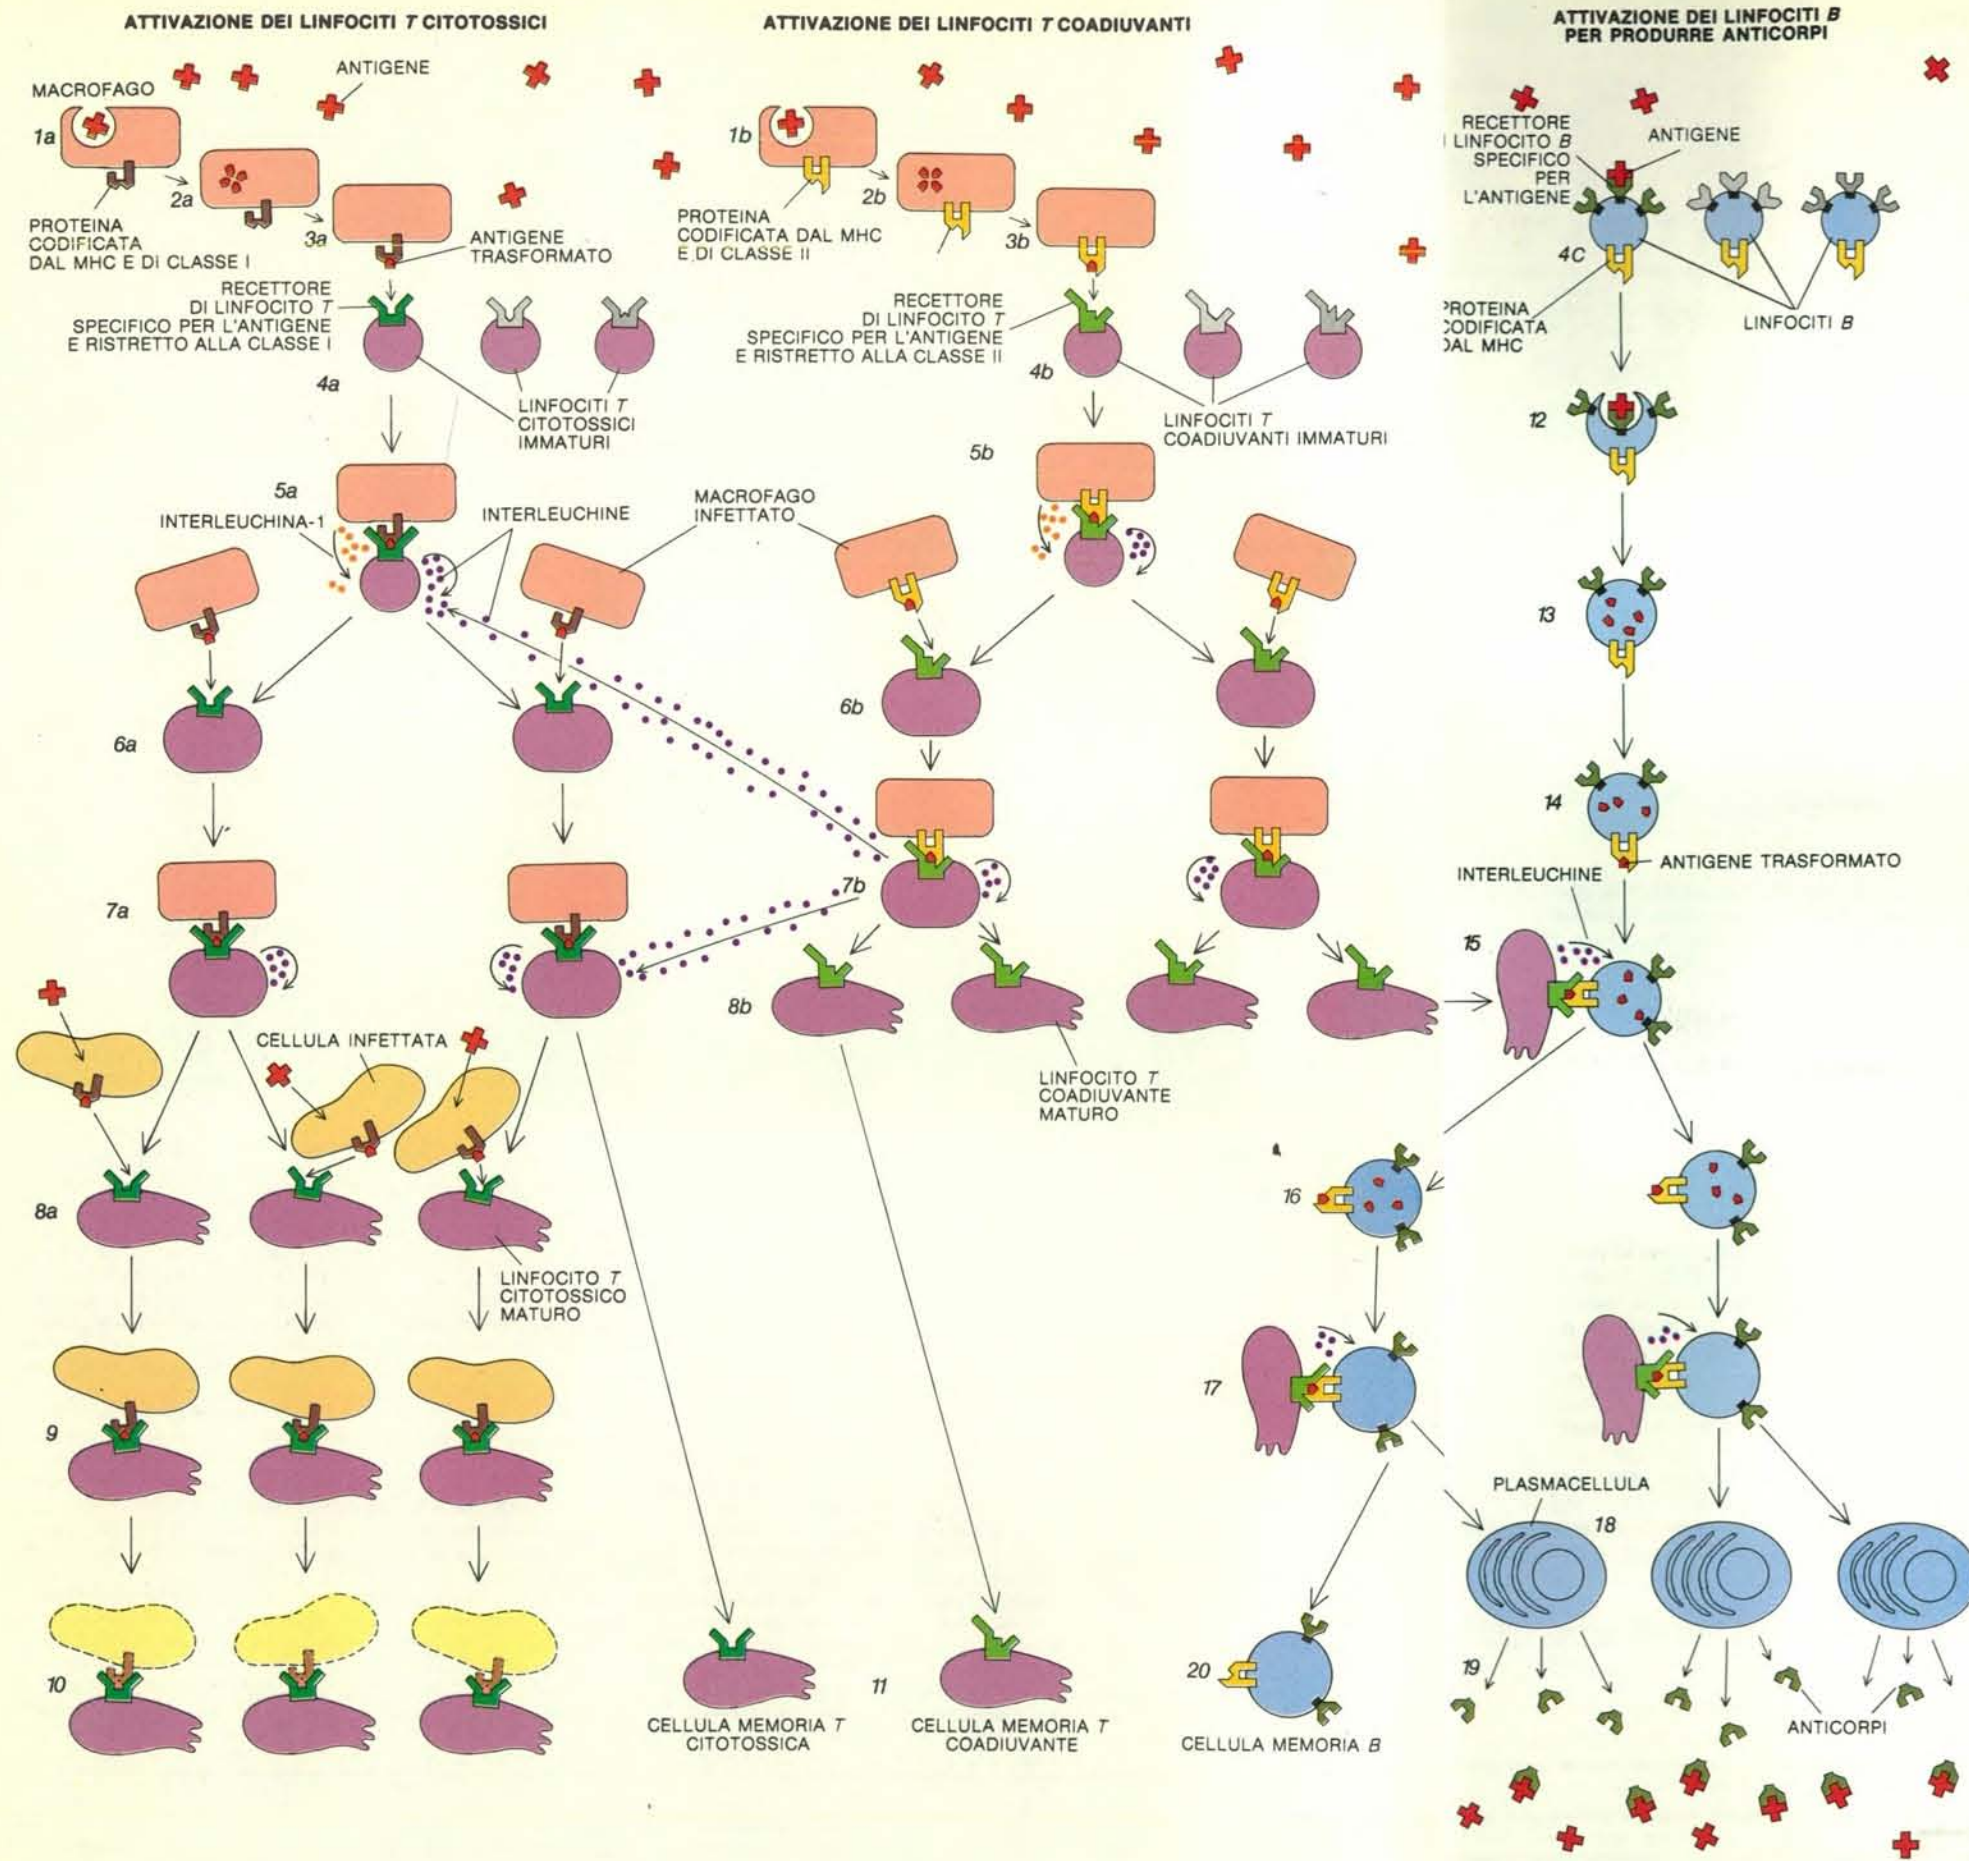 ATTIVAZIONE DEI LINFOCITI T CITOTOSSICI
MACROFAGO
ANTIGENE
1a
2a
3a
PROTEINA
CODIFICATA
DAL MHC E DI CLASSE I
ANTIGENE
TRASFORMATO
RECETTORE
DI LINFOCITO T
SPECIFICO PER L'ANTIGENE
E RISTRETTO ALLA CLASSE I
4a
LINFOCITI T
CITOTOSSICI
IMMATURI
5a
INTERLEUCHINA-1
INTERLEUCHINE
MACROFAGO
INFETTATO
6a
7a
CELLULA INFETTATA
8a
LINFOCITO T
CITOTOSSICO
MATURO
9
10
CELLULA MEMORIA T
CITOTOSSICA
ATTIVAZIONE DEI LINFOCITI T COADIUVANTI
1b
2b
3b
PROTEINA
CODIFICATA DAL MHC
E DI CLASSE II
RECETTORE
DI LINFOCITO T
SPECIFICO PER L'ANTIGENE
E RISTRETTO ALLA CLASSE II
4b
LINFOCITI T
COADIUVANTI IMMATURI
5b
6b
7b
8b
LINFOCITO T
COADIUVANTE
MATURO
11
CELLULA MEMORIA T
COADIUVANTE
ATTIVAZIONE DEI LINFOCITI B
PER PRODURRE ANTICORPI
RECETTORE
LINFOCITO B
SPECIFICO
PER
L'ANTIGENE
ANTIGENE
4c
PROTEINA
CODIFICATA
DAL MHC
LINFOCITI B
12
13
14
ANTIGENE TRASFORMATO
INTERLEUCHINE
15
16
17
PLASMACELLULA
18
19
ANTICORPI
20
CELLULA MEMORIA B